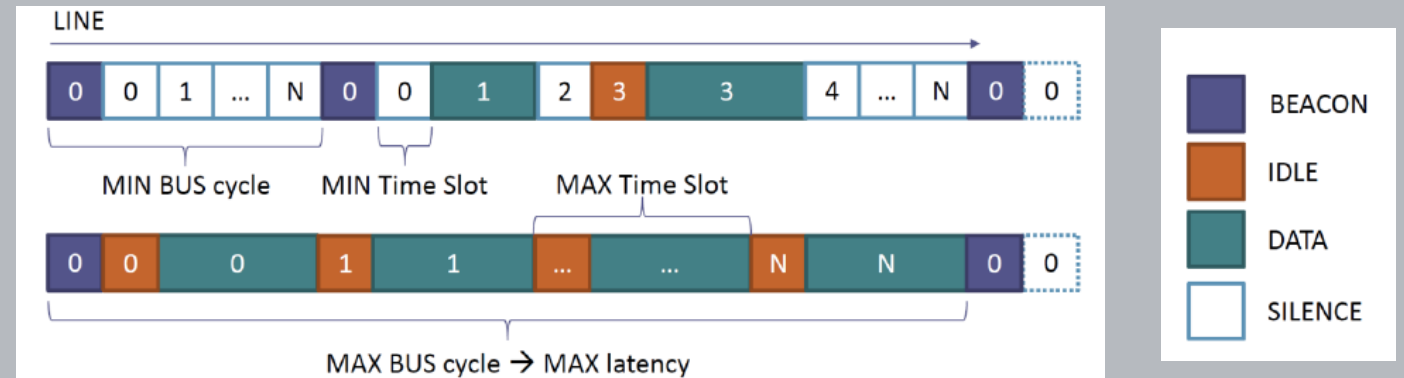 LINE
0 0 1 ... N 0 0 1 2 3 3 4 ... N 0 0
MIN BUS cycle MIN Time Slot MAX Time Slot
0 0 0 1 1 ... ... N N 0 0
MAX BUS cycle → MAX latency
BEACON
IDLE
DATA
SILENCE